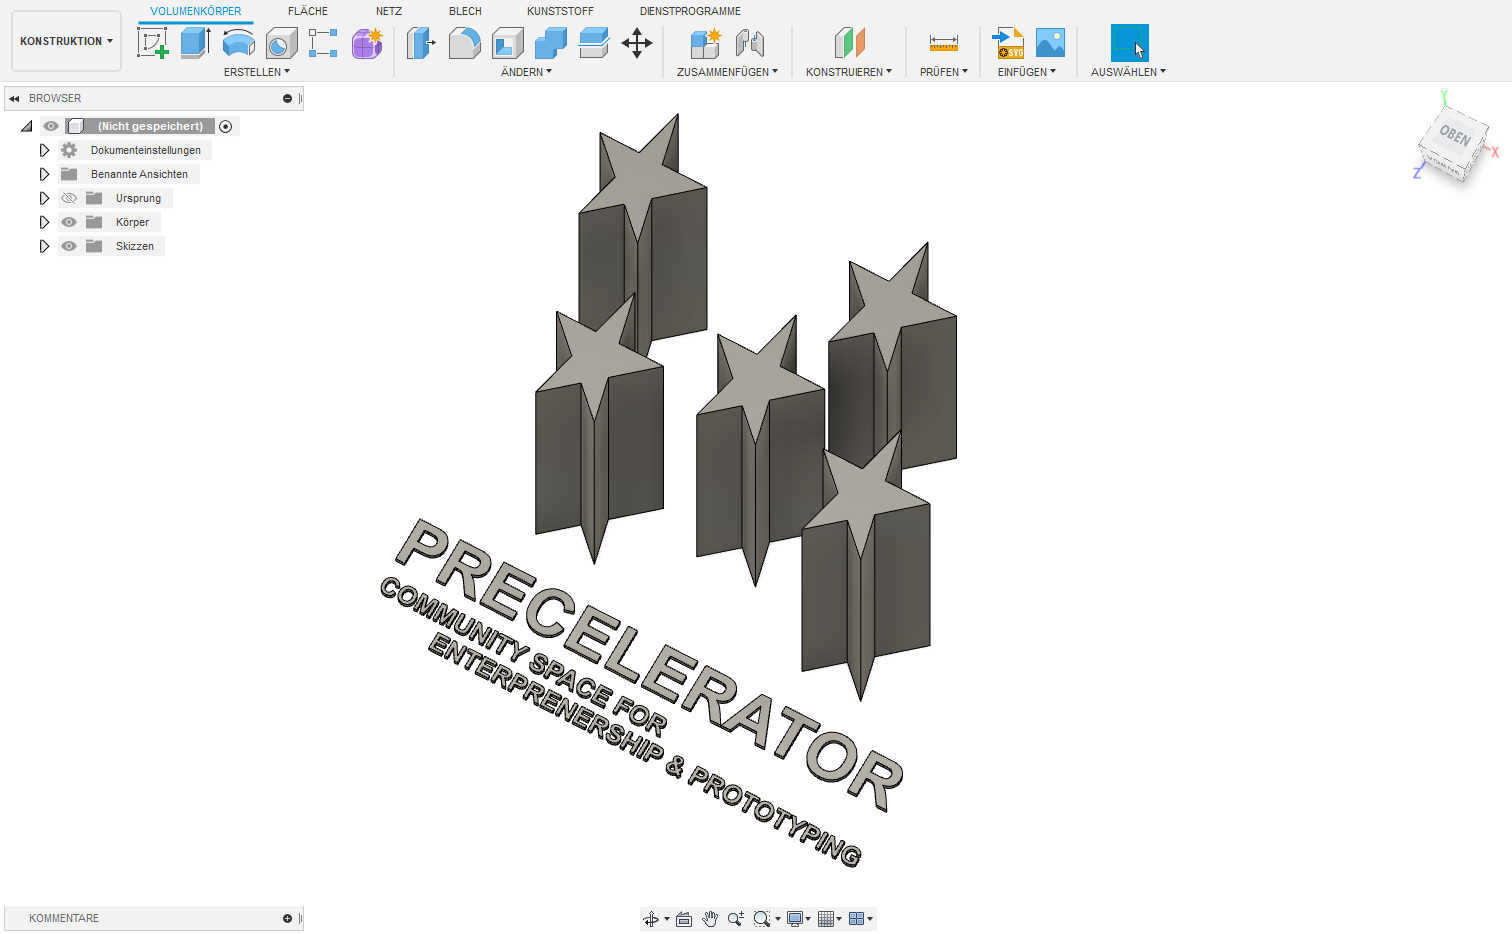 VOLUMENKÖRPER FLÄCHE NETZ BLECH KUNSTSTOFF DIENSTPROGRAMME
KONSTRUKTION
SVG
ERSTELLEN ÄNDERN ZUSAMMENFÜGEN KONSTRUIEREN PRÜFEN EINFÜGEN AUSWÄHLEN
BROWSER
(Nicht gespeichert)
Dokumenteinstellungen
Benannte Ansichten
Ursprung
Körper
Skizzen
Y
OBEN
X
Z
PRECELERATOR
COMMUNITY SPACE FOR
ENTERPRENERSHIP & PROTOTYPING
KOMMENTARE